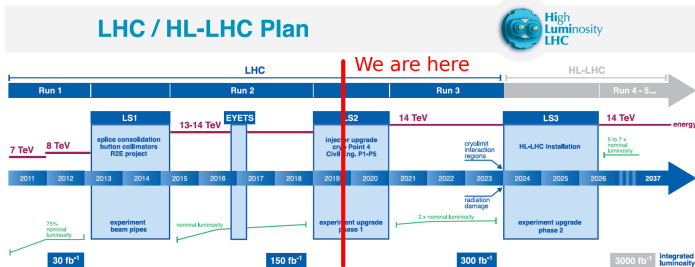 LHC / HL-LHC Plan
High
Luminosity
LHC
We are here
LHC
HL-LHC
Run 1
Run 2
Run 3
Run 4 - 5...
LS1
EYETS
LS2
LS3
7 TeV
8 TeV
13-14 TeV
14 TeV
14 TeV
energy
splice consolidation
button collimators
R2E project
injector upgrade
cryo Point 4
Civil Eng. P1-P5
cryolimit
interaction
regions
HL-LHC installation
5 to 7 x
nominal
luminosity
2011 2012 2013 2014 2015 2016 2017 2018 2019 2020 2021 2022 2023 2024 2025 2026 2037
radiation
damage
75%
nominal
luminosity
experiment
beam pipes
nominal luminosity
experiment upgrade
phase 1
2 x nominal luminosity
experiment upgrade
phase 2
30 fb-1
150 fb-1
300 fb-1
3000 fb-1
integrated
luminosity